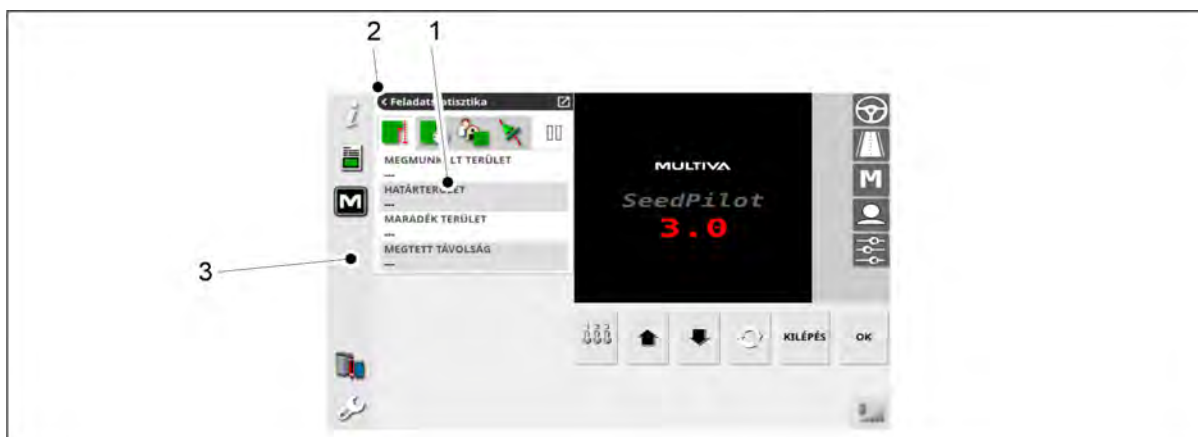 2 1
Feladatstatisztika
i
MEGMUNKÁLT TERÜLET
---
HATÁRTERÜLET
---
MARADÉK TERÜLET
---
MEGTETT TÁVOLSÁG
---
M
3
MULTIVA
SeedPilot
3.0
M
KILÉPÉS
OK